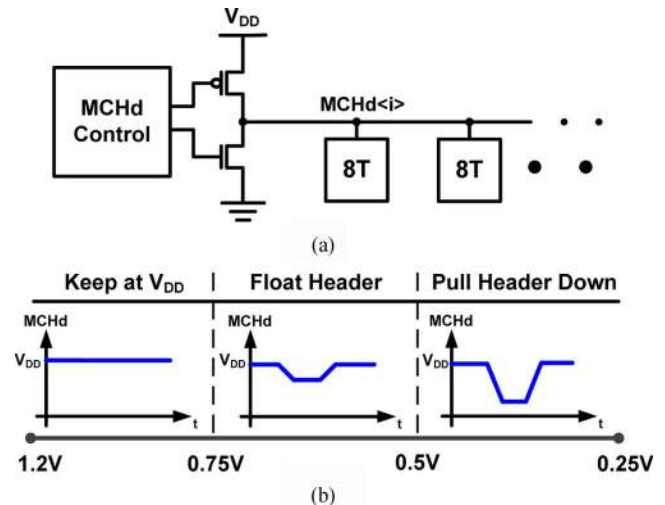 VDD
MCHd
Control
MCHd<i>
8T 8T
(a)
Keep at VDD Float Header Pull Header Down
MCHd MCHd MCHd
VDD VDD VDD
t t t
1.2V 0.75V 0.5V 0.25V
(b)